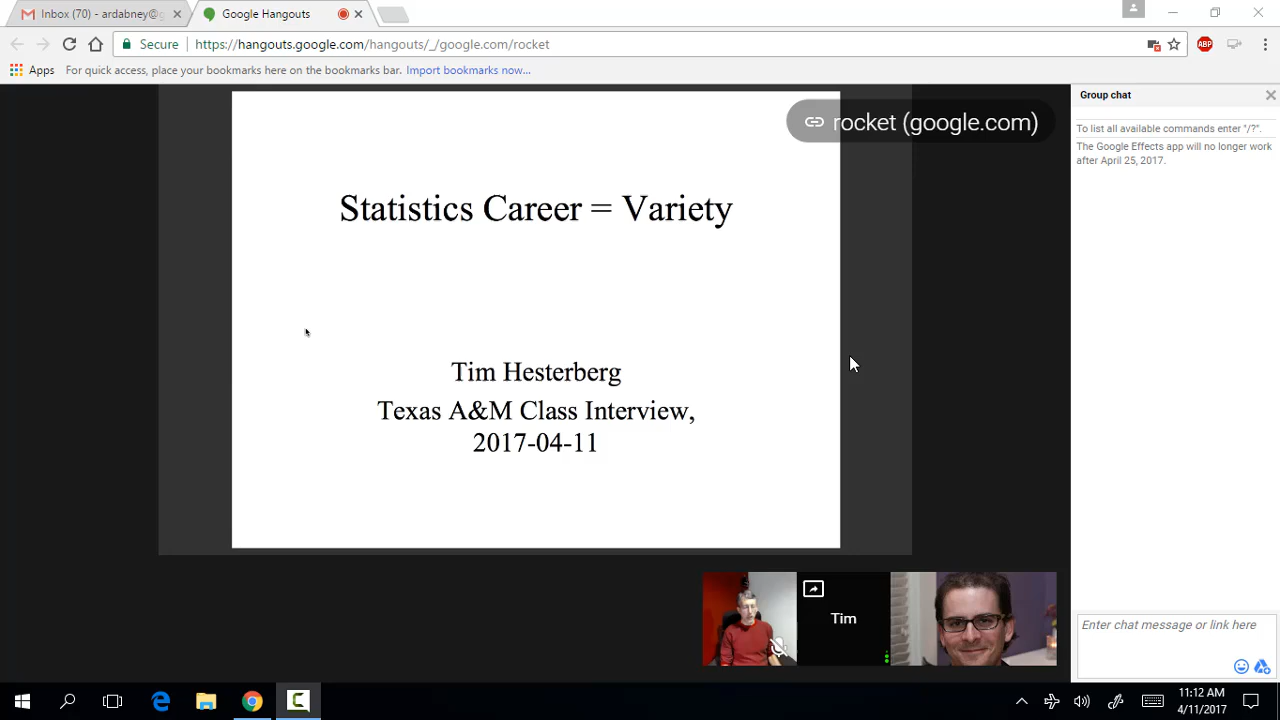 Inbox (70) - ardabney@g
Google Hangouts
Secure
https://hangouts.google.com/hangouts/_/google.com/rocket
ABP
Apps
For quick access, place your bookmarks here on the bookmarks bar. Import bookmarks now...
rocket (google.com)
Statistics Career = Variety
Tim Hesterberg
Texas A&M Class Interview,
2017-04-11
Tim
Group chat
To list all available commands enter "/?".
The Google Effects app will no longer work
after April 25, 2017.
Enter chat message or link here
11:12 AM
4/11/2017